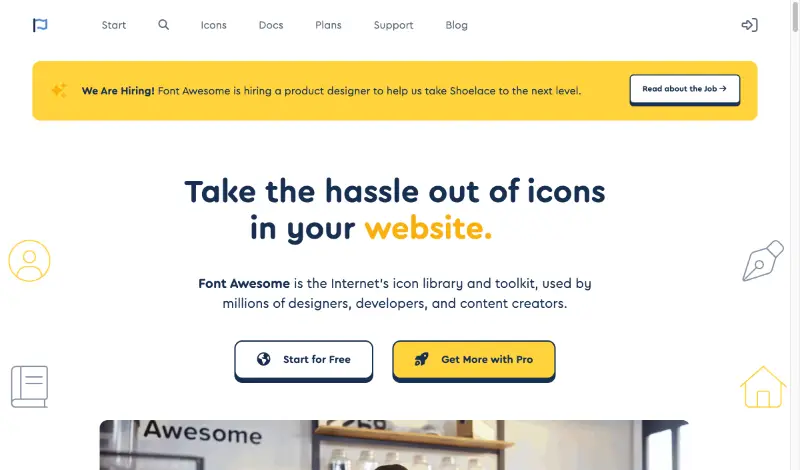 Start
Icons
Docs
Plans
Support
Blog
We Are Hiring! Font Awesome is hiring a product designer to help us take Shoelace to the next level.
Read about the Job →
Take the hassle out of icons
in your website.
Font Awesome is the Internet's icon library and toolkit, used by
millions of designers, developers, and content creators.
Start for Free
Get More with Pro
Awesome